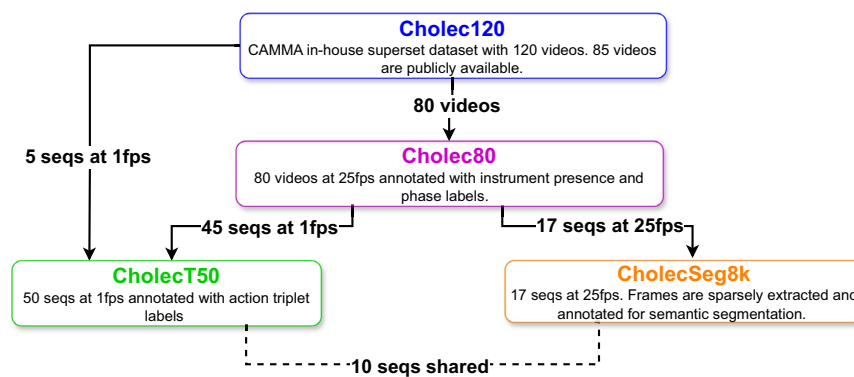 Cholec120
CAMMA in-house superset dataset with 120 videos. 85 videos
are publicly available.
80 videos
5 seqs at 1fps
Cholec80
80 videos at 25fps annotated with instrument presence and
phase labels.
45 seqs at 1fps
17 seqs at 25fps
CholecT50
50 seqs at 1fps annotated with action triplet
labels
CholecSeg8k
17 seqs at 25fps. Frames are sparsely extracted and
annotated for semantic segmentation.
10 seqs shared